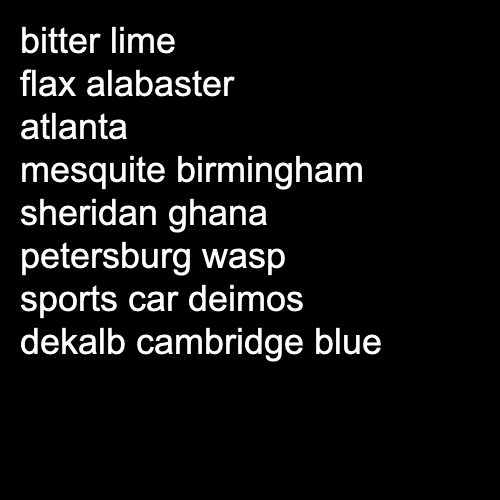 bitter lime
flax alabaster
atlanta
mesquite birmingham
sheridan ghana
petersburg wasp
sports car deimos
dekalb cambridge blue